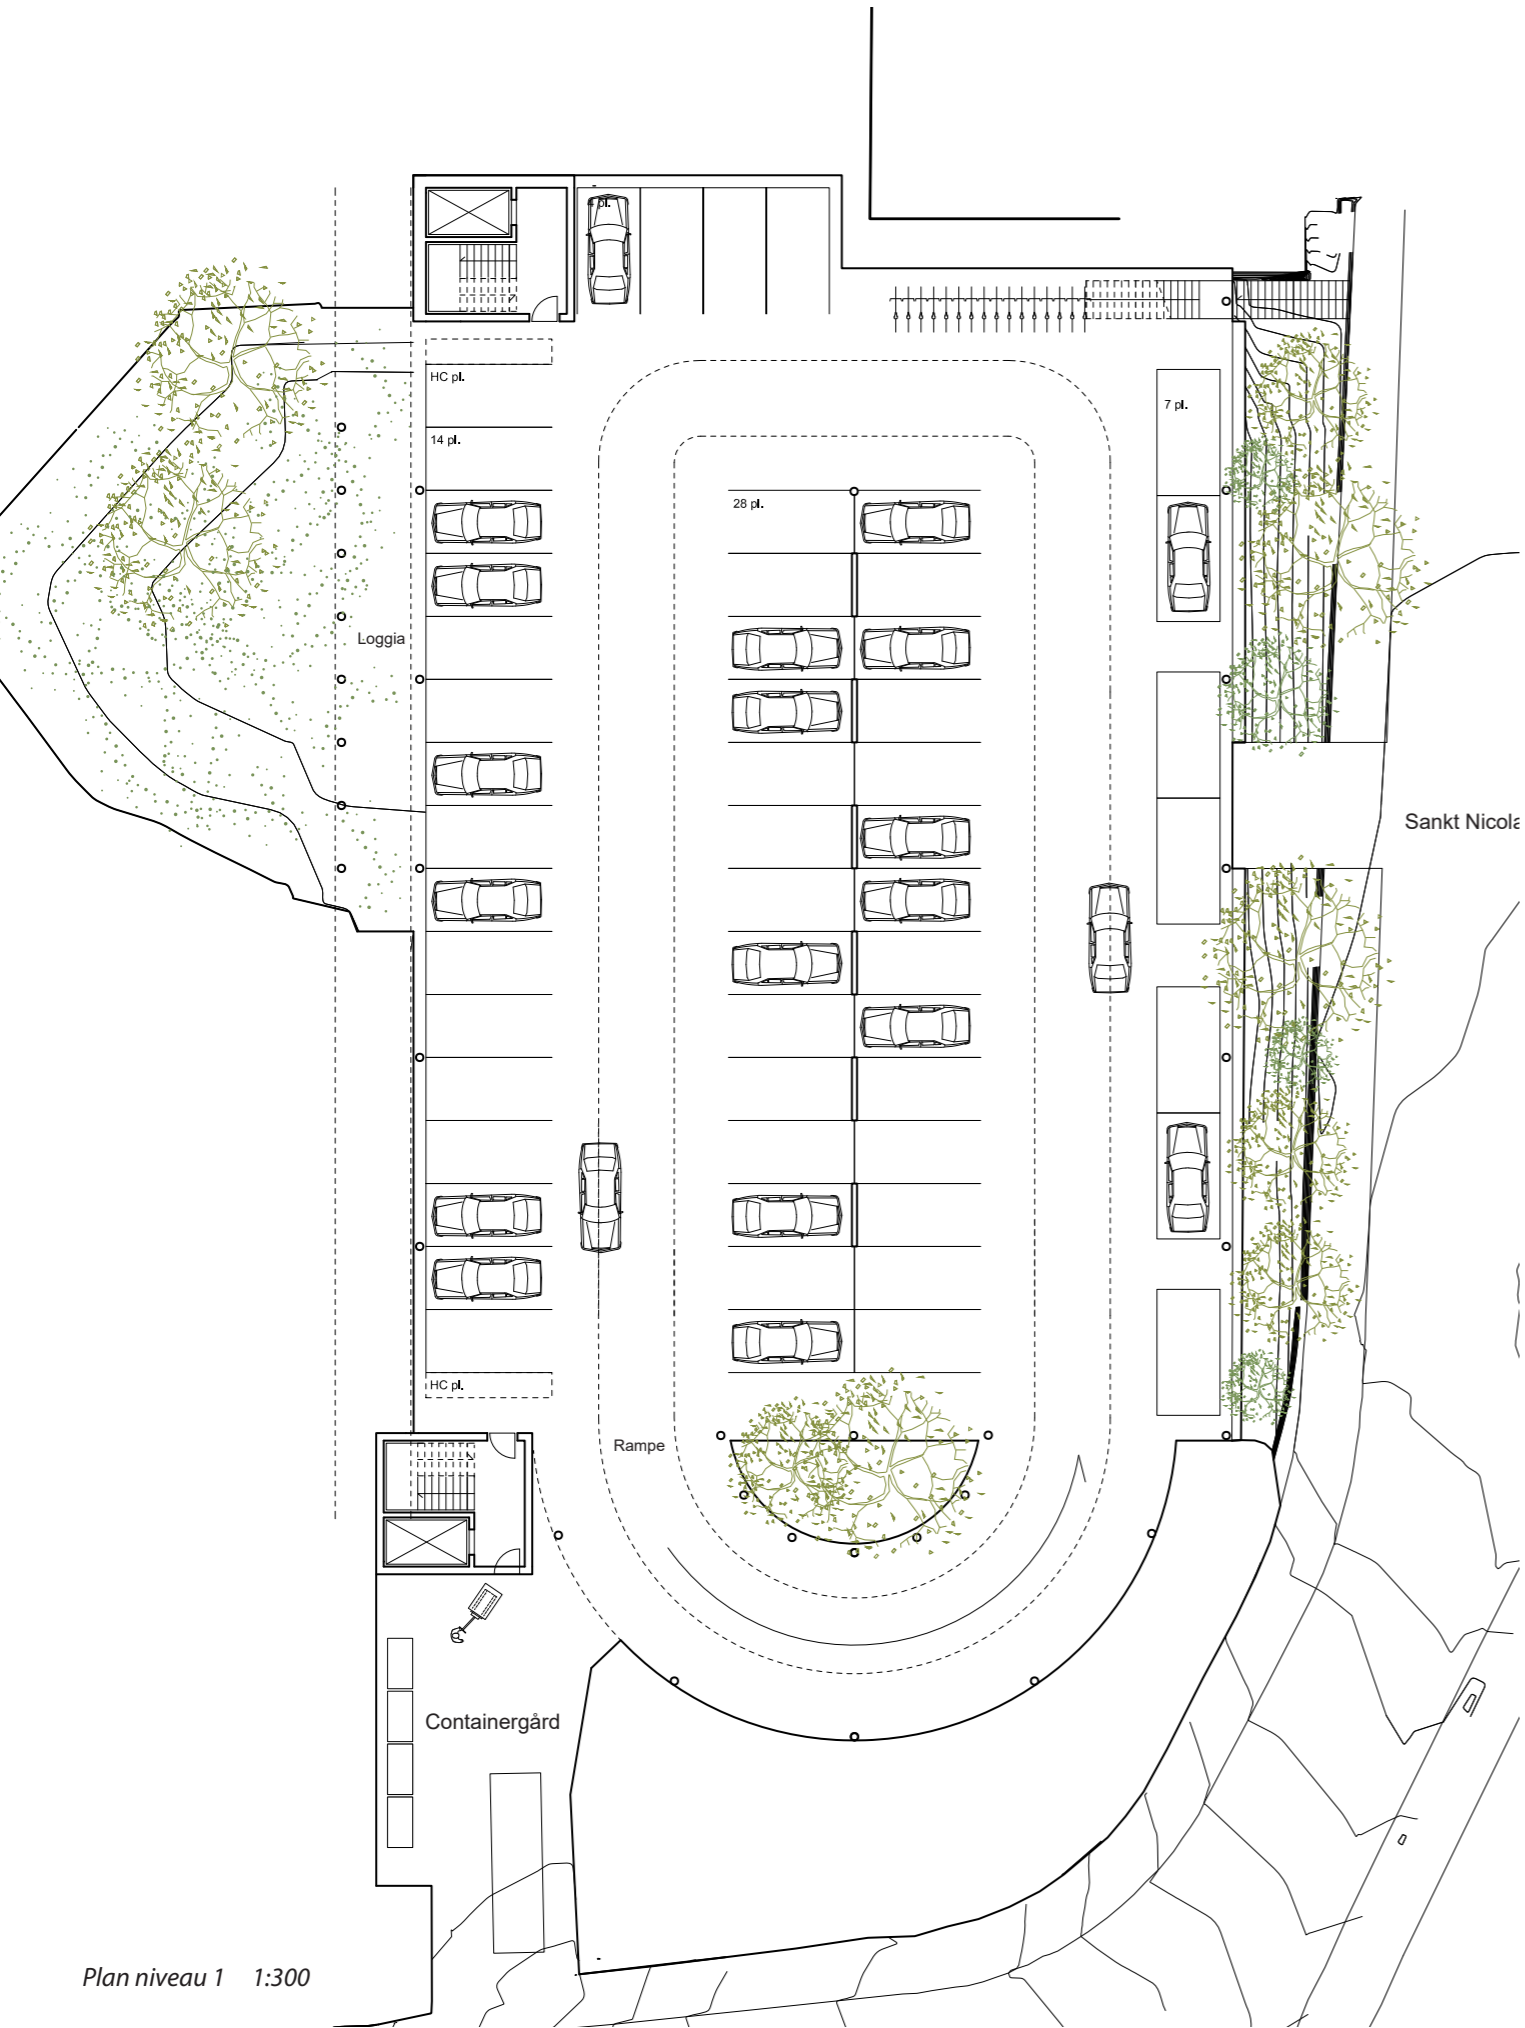 pl.
HC pl.
7 pl.
14 pl.
28 pl.
Loggia
Sankt Nicola
HC pl.
Rampe
Containergård
Plan niveau 1 1:300